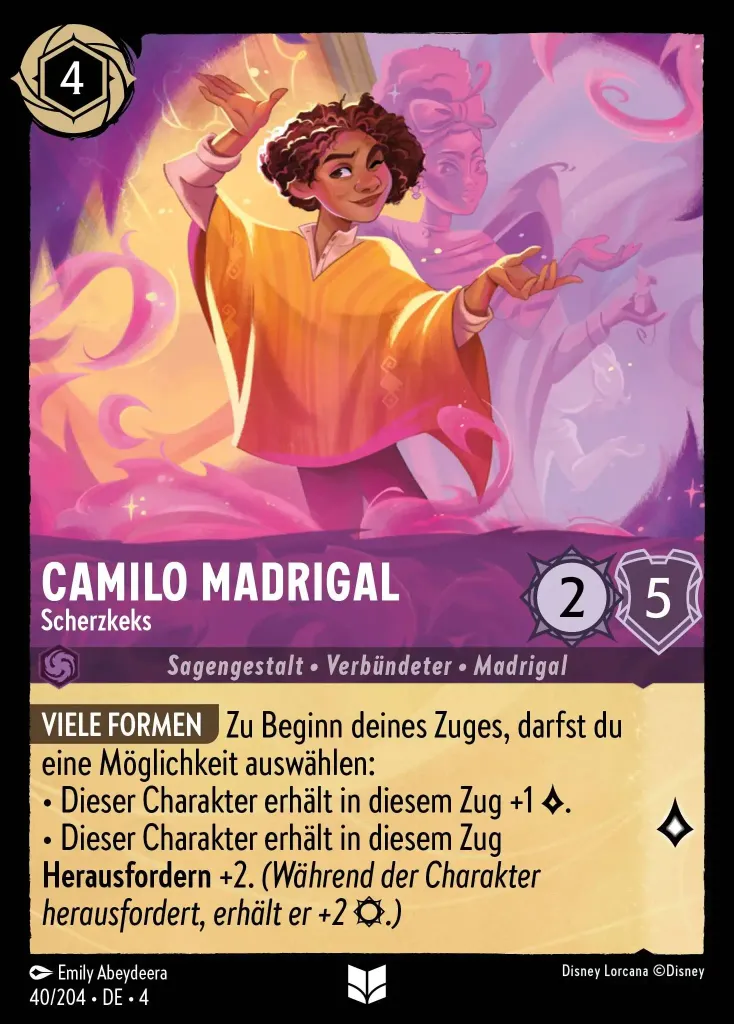 4
CAMILO MADRIGAL
Scherzkeks
2
5
Sagengestalt • Verbündeter • Madrigal
VIELE FORMEN Zu Beginn deines Zuges, darfst du
eine Möglichkeit auswählen:
• Dieser Charakter erhält in diesem Zug +1 .
• Dieser Charakter erhält in diesem Zug
Herausfordern +2. (Während der Charakter
herausfordert, erhält er +2 .)
Emily Abeydeera
Disney Lorcana ©Disney
40/204 • DE • 4